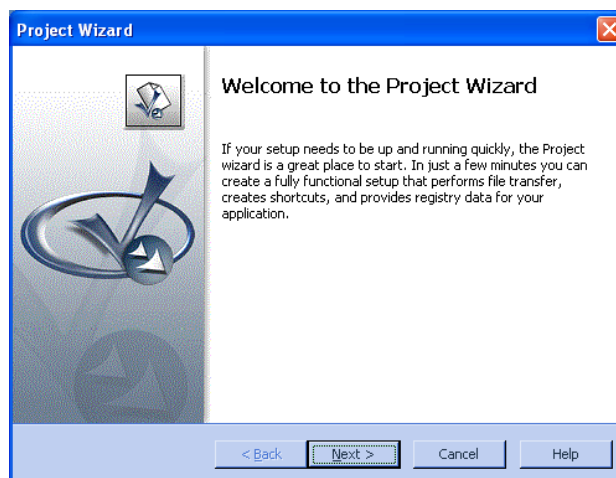 Project Wizard
Welcome to the Project Wizard
If your setup needs to be up and running quickly, the Project
wizard is a great place to start. In just a few minutes you can
create a fully functional setup that performs file transfer,
creates shortcuts, and provides registry data for your
application.
< Back Next > Cancel Help